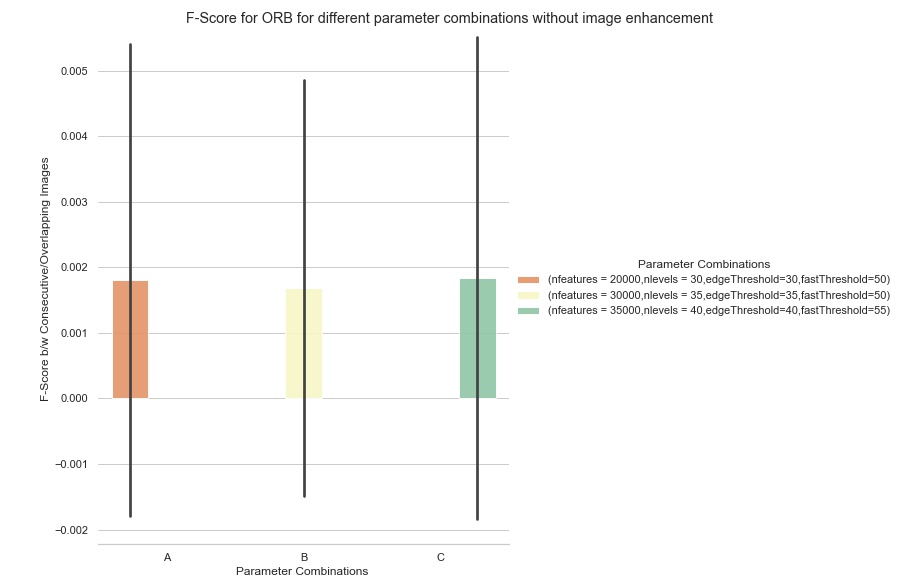 F-Score for ORB for different parameter combinations without image enhancement
0.005
0.004
0.003
0.002
0.001
0.000
−0.001
−0.002
F-Score b/w Consecutive/Overlapping Images
A B C
Parameter Combinations
Parameter Combinations
(nfeatures = 20000,nlevels = 30,edgeThreshold=30,fastThreshold=50)
(nfeatures = 30000,nlevels = 35,edgeThreshold=35,fastThreshold=50)
(nfeatures = 35000,nlevels = 40,edgeThreshold=40,fastThreshold=55)